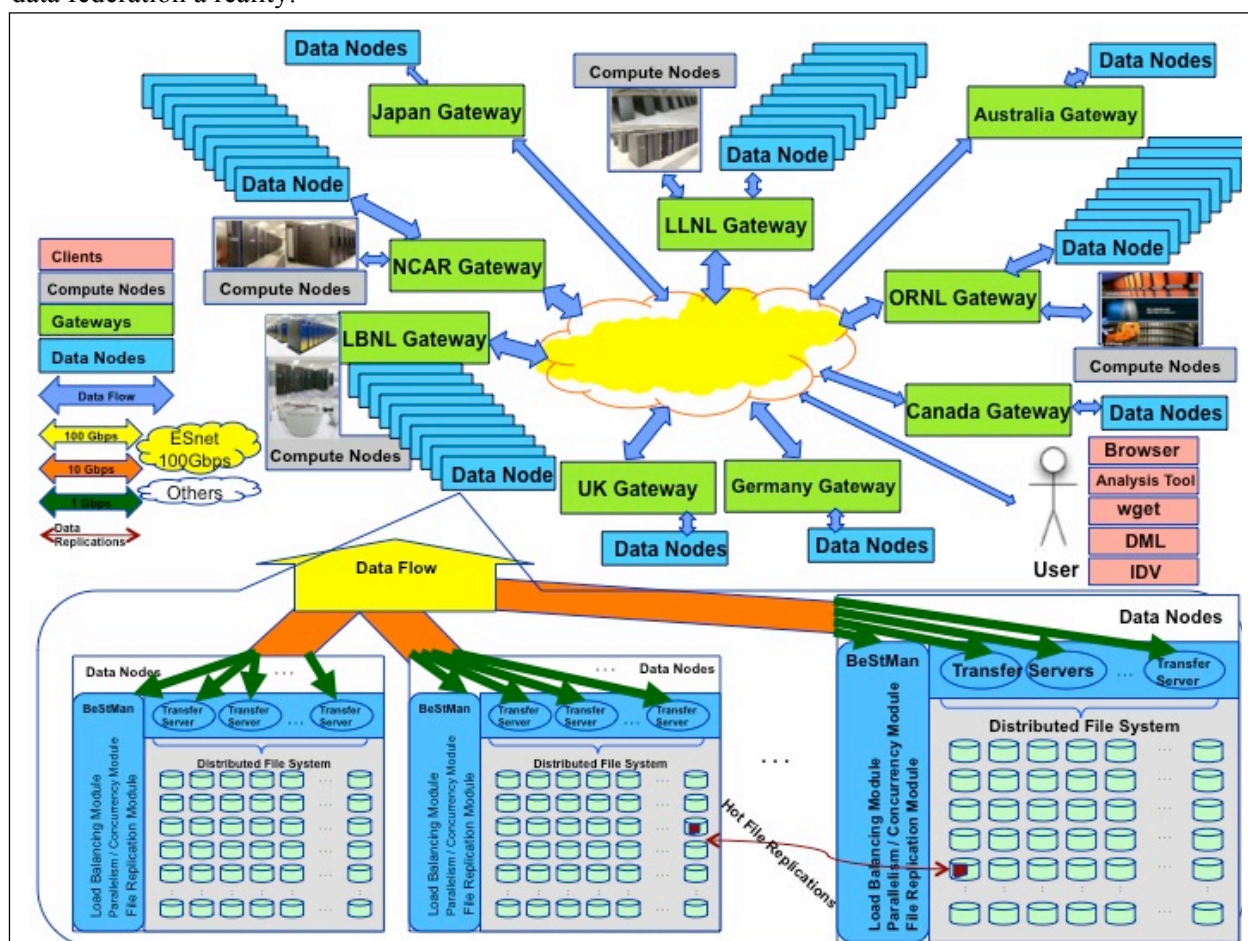 data federation a reality.
Data Nodes
Compute Nodes
Data Nodes
Japan Gateway
Australia Gateway
Data Node
Data Node
LLNL Gateway
Data Node
Clients
Compute Nodes
Gateways
Data Nodes
Data Flow
100 Gbps
10 Gbps
1 Gbps
Data
Replications
ESnet
100Gbps
Others
NCAR Gateway
Compute Nodes
ORNL Gateway
Compute Nodes
LBNL Gateway
Compute Nodes
Data Node
Canada Gateway
Data Nodes
UK Gateway
Data Nodes
Germany Gateway
Data Nodes
User
Browser
Analysis Tool
wget
DML
IDV
Data Flow
Data Nodes
...
BeStMan
Load Balancing Module
Parallelism / Concurrency Module
File Replication Module
Transfer
Server
Transfer
Server
...
Transfer
Server
Distributed File System
... Data Nodes
BeStMan
Load Balancing Module
Parallelism / Concurrency Module
File Replication Module
Transfer
Server
Transfer
Server
...
Transfer
Server
Distributed File System
...
Hot File Replications
Data Nodes
BeStMan
Load Balancing Module
Parallelism / Concurrency Module
File Replication Module
Transfer Servers
...
Transfer
Server
Distributed File System